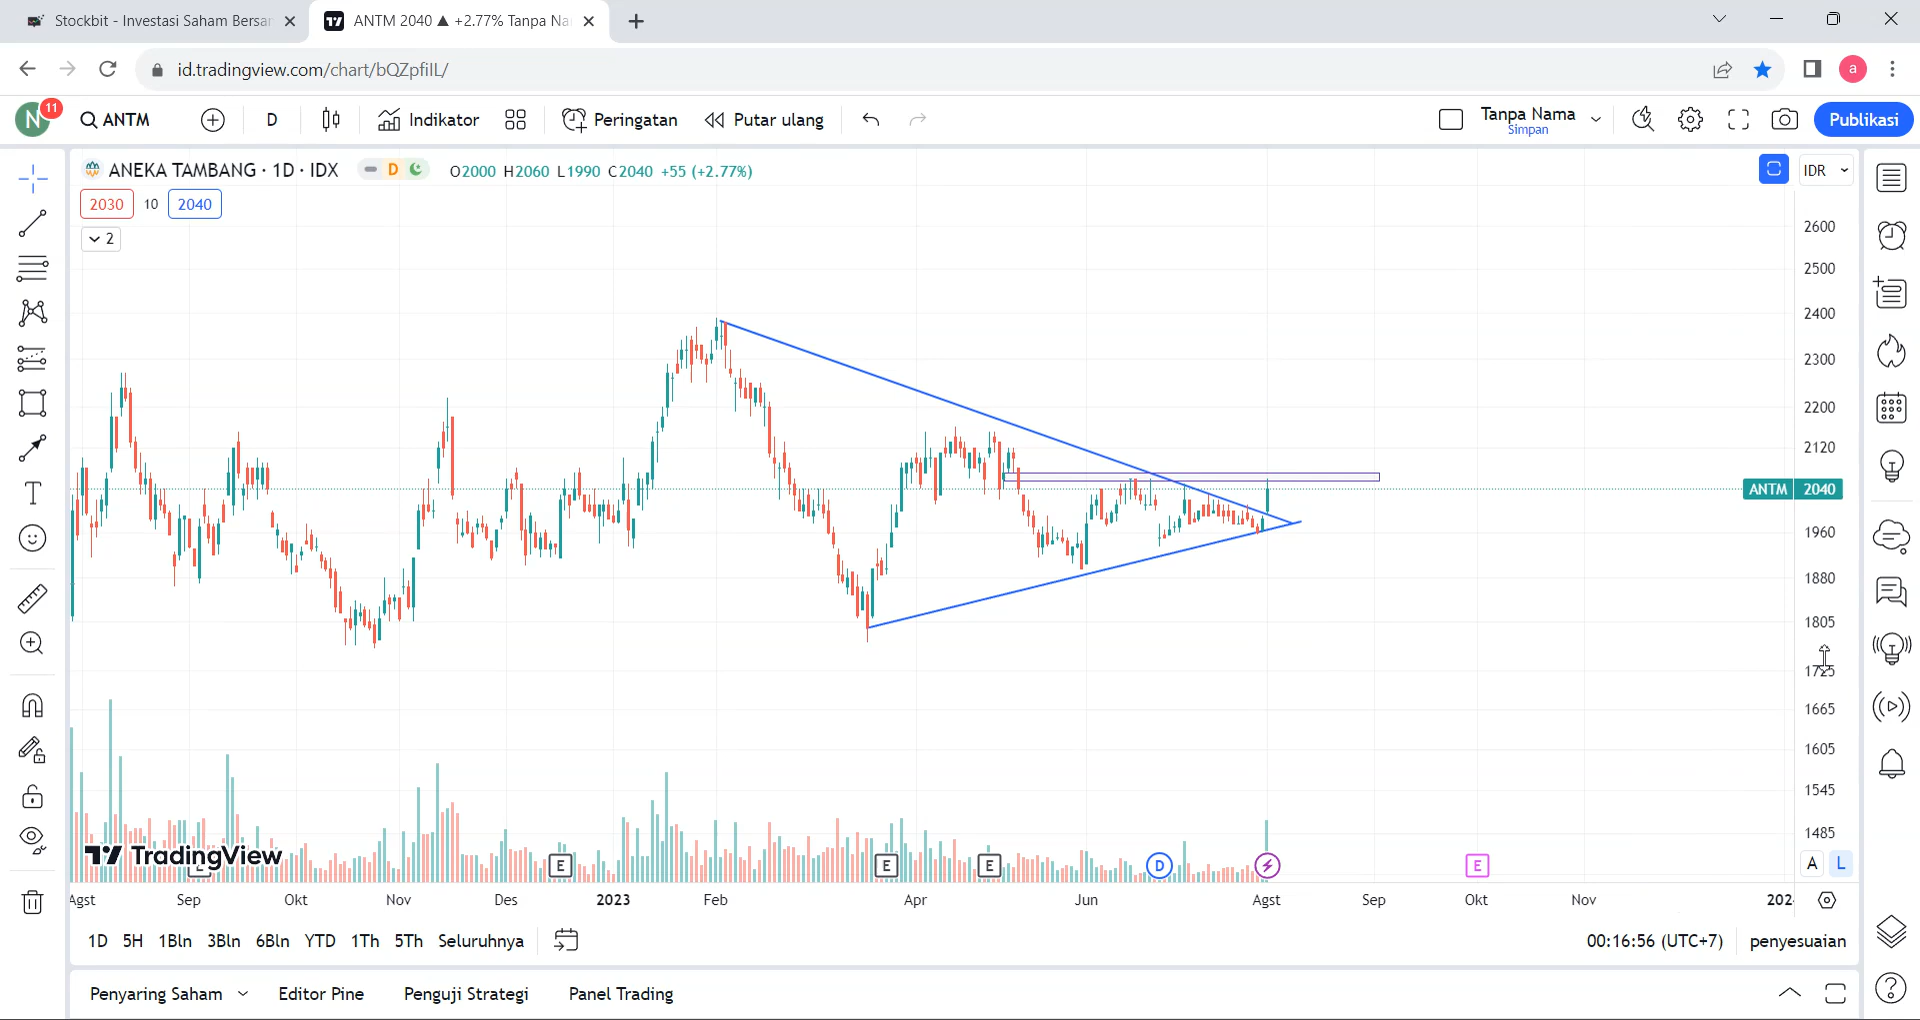 Stockbit - Investasi Saham Bersar
ANTM 2040 ▲ +2.77% Tanpa Na
id.tradingview.com/chart/bQZpfilL/
a
N 11
ANTM
D
Indikator
Peringatan
Putar ulang
Tanpa Nama
Simpan
Publikasi
ANEKA TAMBANG · 1D · IDX
D
O2000 H2060 L1990 C2040 +55 (+2.77%)
IDR
2030 10 2040
2
2600
2500
2400
2300
2200
2120
ANTM 2040
1960
1880
1805
1725
1665
1605
1545
1485
TradingView
E
E
E
E
D
E
A L
Agst Sep Okt Nov Des 2023 Feb Apr Jun Agst Sep Okt Nov 202
1D 5H 1Bln 3Bln 6Bln YTD 1Th 5Th Seluruhnya
00:16:56 (UTC+7) penyesuaian
Penyaring Saham Editor Pine Penguji Strategi Panel Trading